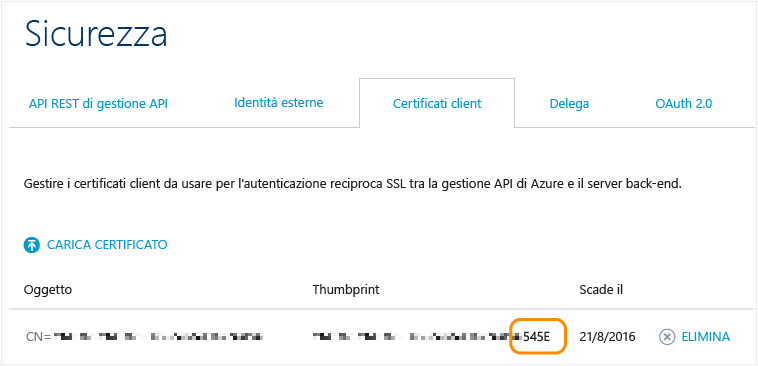 Sicurezza
API REST di gestione API Identità esterne Certificati client Delega OAuth 2.0
Gestire i certificati client da usare per l'autenticazione reciproca SSL tra la gestione API di Azure e il server back-end.
CARICA CERTIFICATO
Oggetto Thumbprint Scade il
CN= 545E 21/8/2016 ELIMINA